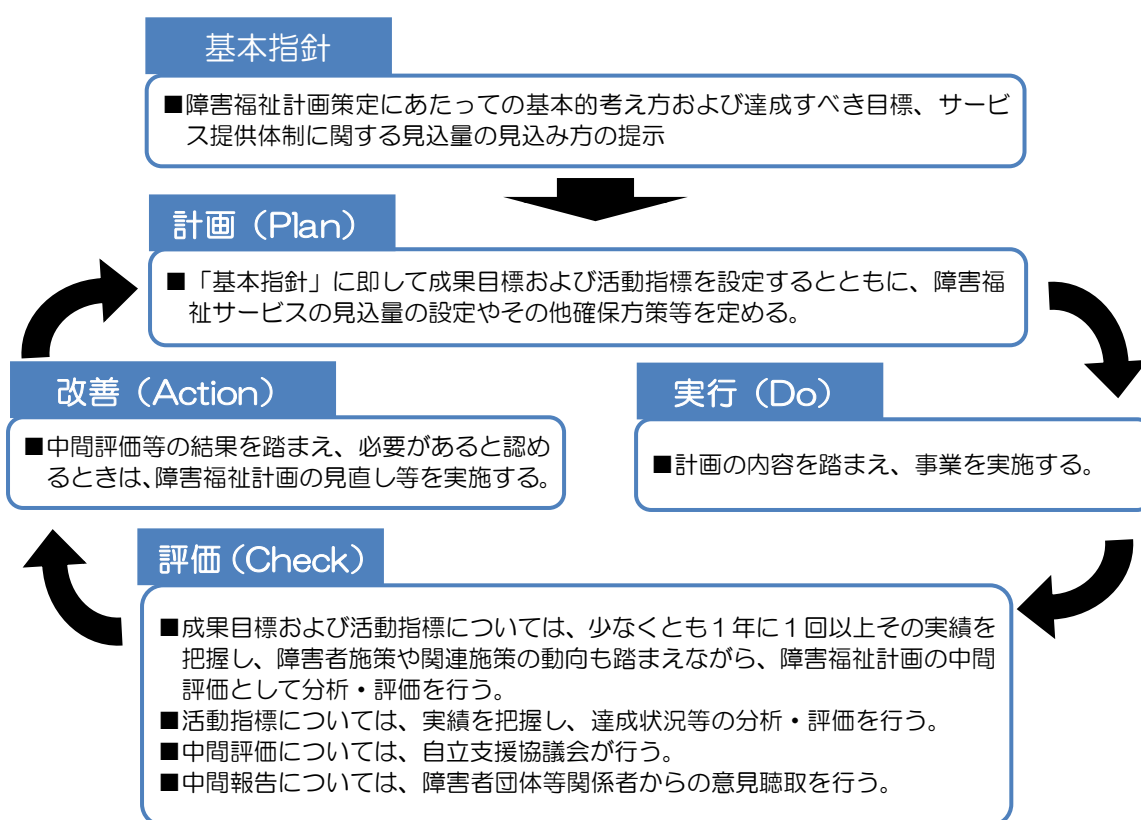 基本指針
■障害福祉計画策定にあたっての基本的考え方および達成すべき目標、サービ
ス提供体制に関する見込量の見込み方の提示
計画（Plan）
■「基本指針」に即して成果目標および活動指標を設定するとともに、障害福
祉サービスの見込量の設定やその他確保方策等を定める。
改善（Action）
■中間評価等の結果を踏まえ、必要があると認め
るときは、障害福祉計画の見直し等を実施する。
実行（Do）
■計画の内容を踏まえ、事業を実施する。
評価（Check）
■成果目標および活動指標については、少なくとも１年に１回以上その実績を
把握し、障害者施策や関連施策の動向も踏まえながら、障害福祉計画の中間
評価として分析・評価を行う。
■活動指標については、実績を把握し、達成状況等の分析・評価を行う。
■中間評価については、自立支援協議会が行う。
■中間報告については、障害者団体等関係者からの意見聴取を行う。